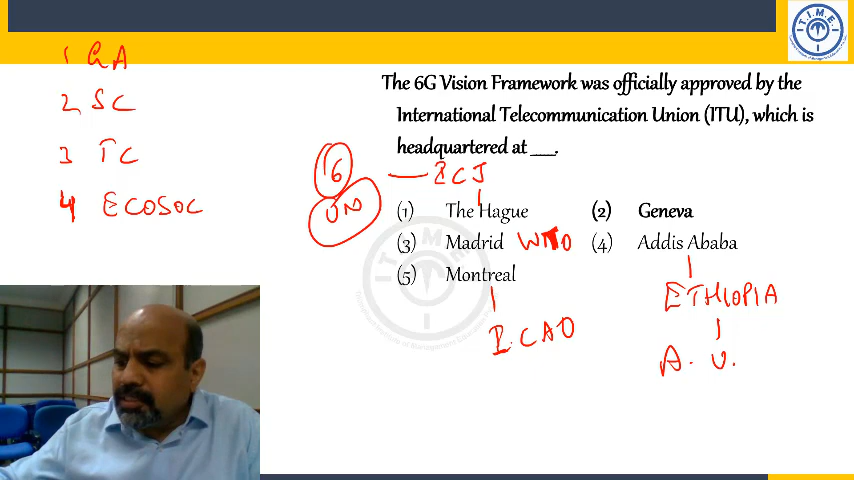 T.I.M.E.
1 GA
2 SC
3 TC
4 ECOSOC
The 6G Vision Framework was officially approved by the
International Telecommunication Union (ITU), which is
headquartered at ___.
16 — ICJ
UN
(1) The Hague (2) Geneva
(3) Madrid WTO (4) Addis Ababa
(5) Montreal
ETHIOPIA
I.CAO
A. U.